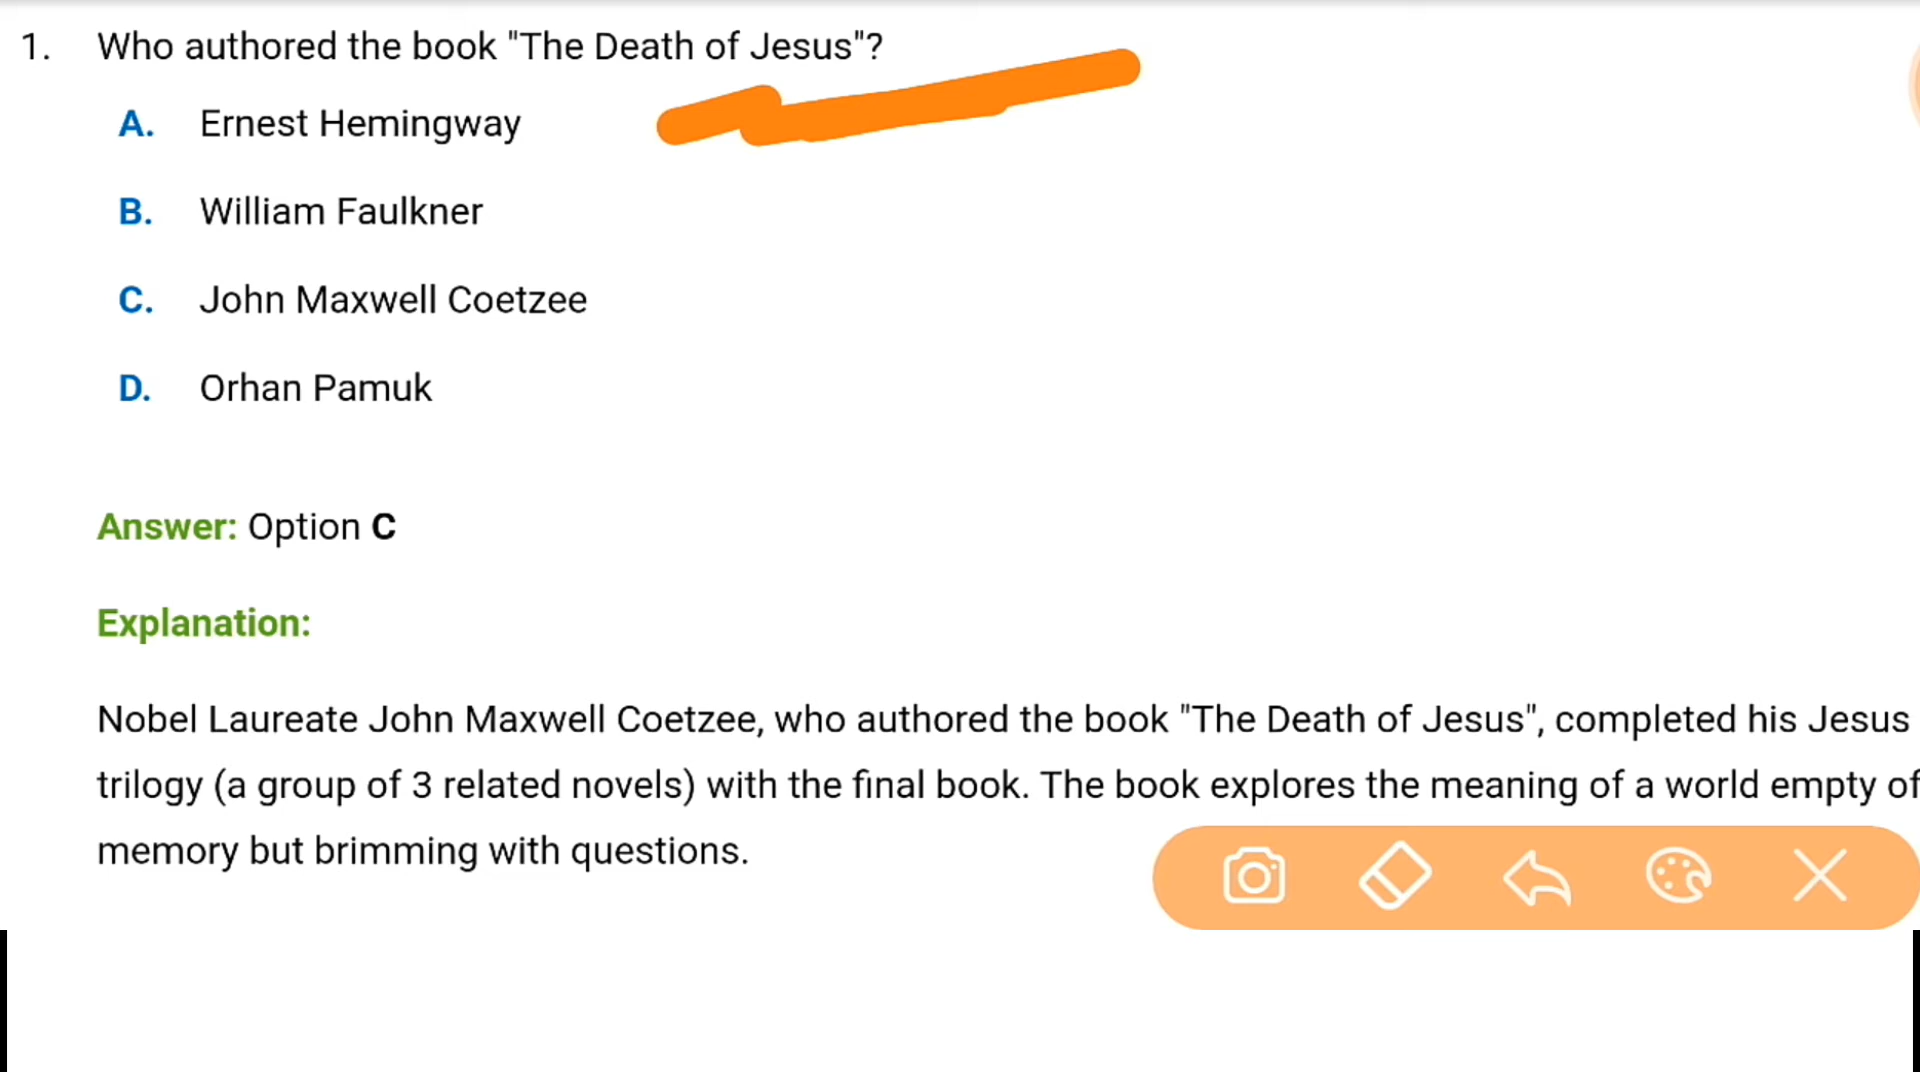 1. Who authored the book "The Death of Jesus"?
A. Ernest Hemingway
B. William Faulkner
C. John Maxwell Coetzee
D. Orhan Pamuk
Answer: Option C
Explanation:
Nobel Laureate John Maxwell Coetzee, who authored the book "The Death of Jesus", completed his Jesus
trilogy (a group of 3 related novels) with the final book. The book explores the meaning of a world empty of
memory but brimming with questions.